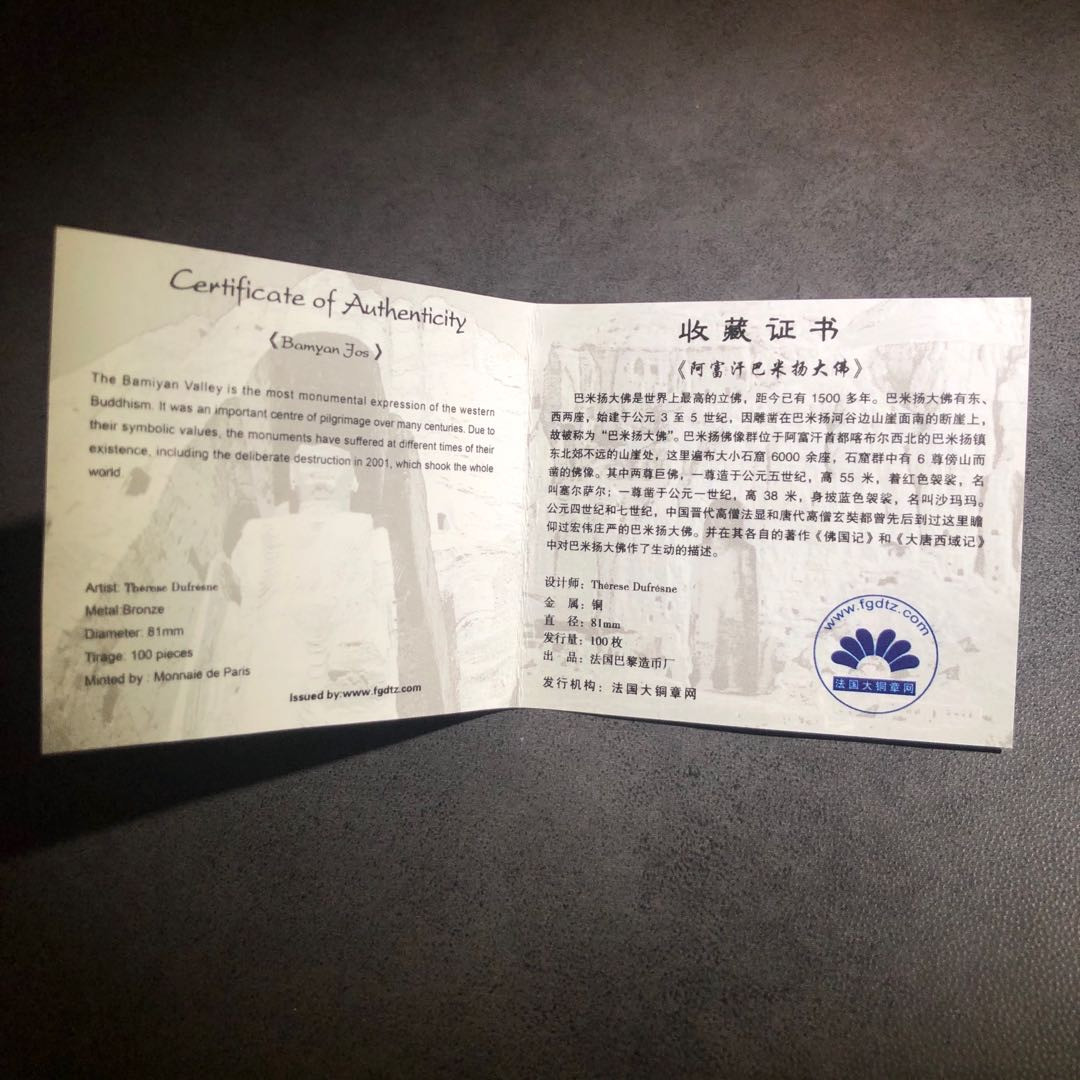 Certificate of Authenticity
《Bamyan Jos》
The Bamiyan Valley is the most monumental expression of the western
Buddhism. It was an important centre of pilgrimage over many centuries. Due to
their symbolic values, the monuments have suffered at different times of their
existence, including the deliberate destruction in 2001, which shook the whole
world
Artist: Thérese Dufresne
Metal:Bronze
Diameter: 81mm
Tirage: 100 pieces
Minted by : Monnaie de Paris
Issued by:www.fgdtz.com
收藏证书
《阿富汗巴米扬大佛》
巴米扬大佛是世界上最高的立佛，距今已有 1500 多年。巴米扬大佛有东、
西两座，始建于公元 3 至 5 世纪，因雕凿在巴米扬河谷边山崖面南的断崖上，
故被称为“巴米扬大佛”。巴米扬佛像群位于阿富汗首都喀布尔西北的巴米扬镇
东北郊不远的山崖处，这里遍布大小石窟 6000 余座，石窟群中有 6 尊傍山而
凿的佛像。其中两尊巨佛，一尊造于公元五世纪，高 55 米，着红色袈裟，名
叫塞尔萨尔；一尊凿于公元一世纪，高 38 米，身披蓝色袈裟，名叫沙玛玛。
公元四世纪和七世纪，中国晋代高僧法显和唐代高僧玄奘都曾先后到过这里瞻
仰过宏伟庄严的巴米扬大佛。并在其各自的著作《佛国记》和《大唐西域记》
中对巴米扬大佛作了生动的描述。
设计师：Thérese Dufrésne
金　属：铜
直　径：81mm
发行量：100 枚
出　品：法国巴黎造币厂
发行机构：法国大铜章网
www.fgdtz.com
法国大铜章网